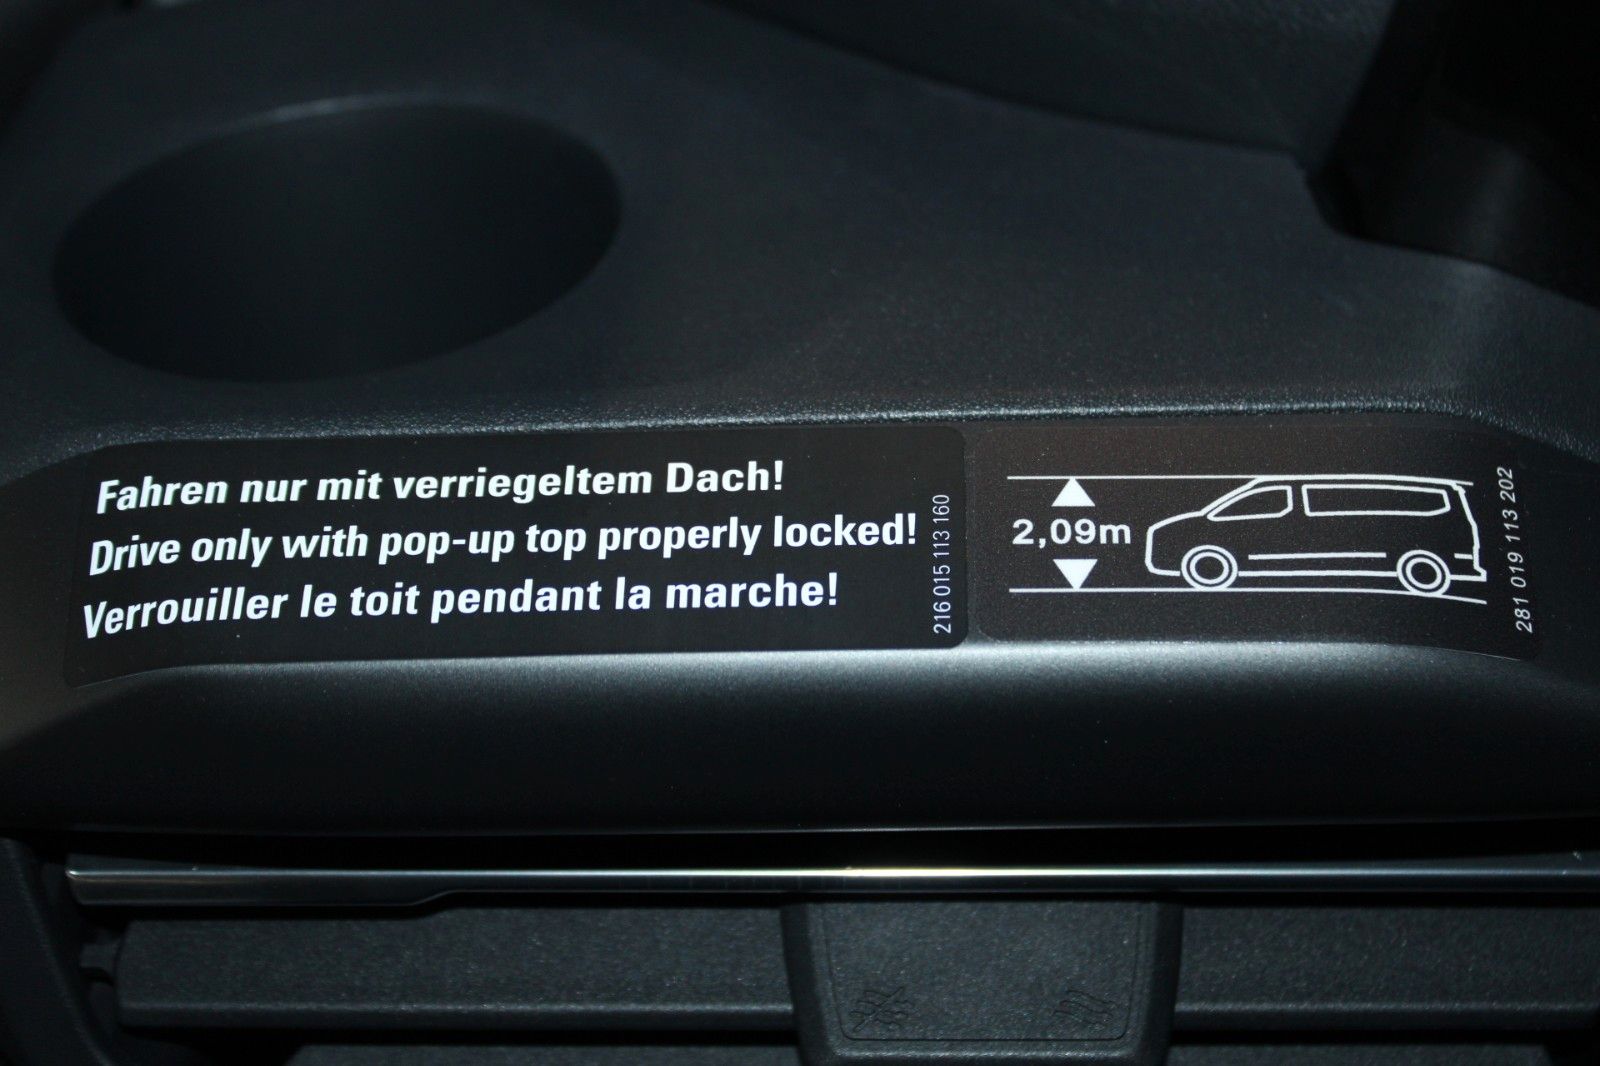 Fahren nur mit verriegeltem Dach!
Drive only with pop-up top properly locked!
Verrouiller le toit pendant la marche!
216 015 113 160
2,09m
281 019 113 202